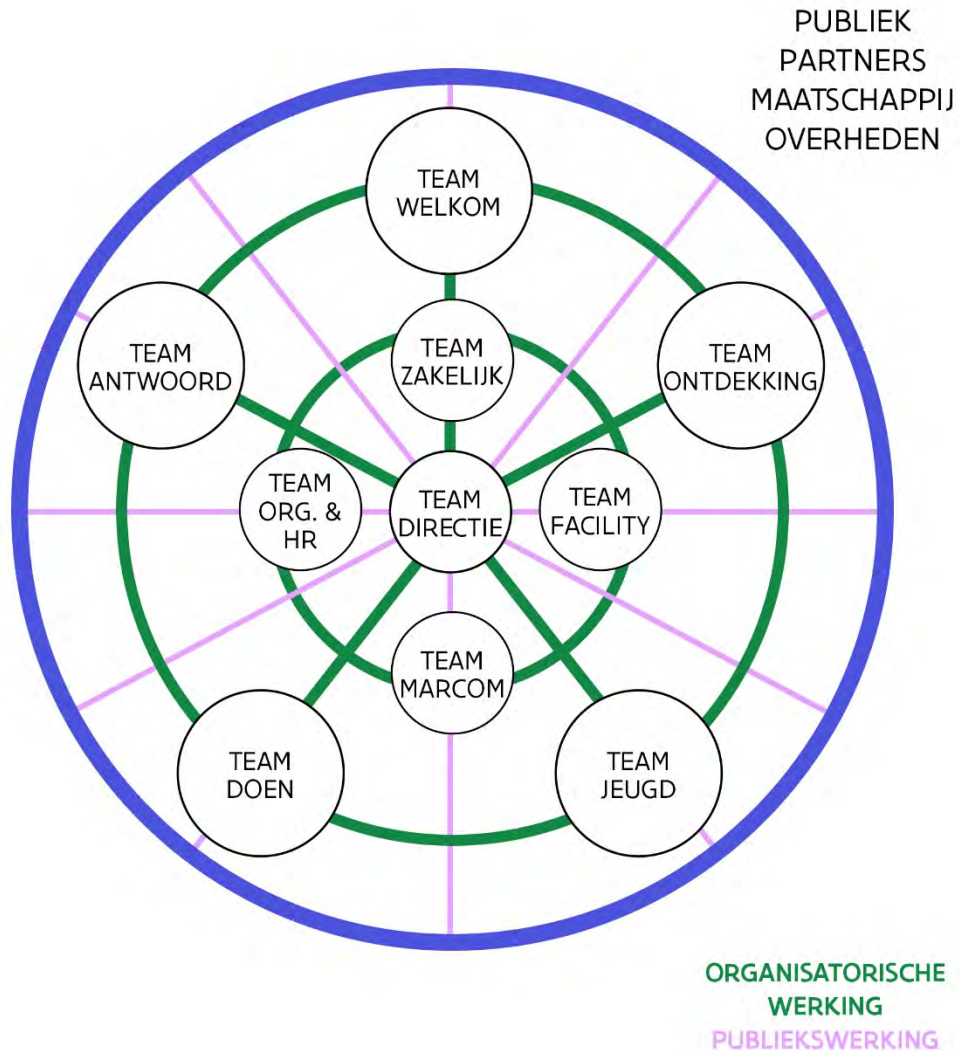 PUBLIEK
PARTNERS
MAATSCHAPPIJ
OVERHEDEN
TEAM
WELKOM
TEAM
ANTWOORD
TEAM
ZAKELIJK
TEAM
ONTDEKKING
TEAM
ORG. &
HR
TEAM
DIRECTIE
TEAM
FACILITY
TEAM
MARCOM
TEAM
DOEN
TEAM
JEUGD
ORGANISATORISCHE
WERKING
PUBLIEKSWERKING